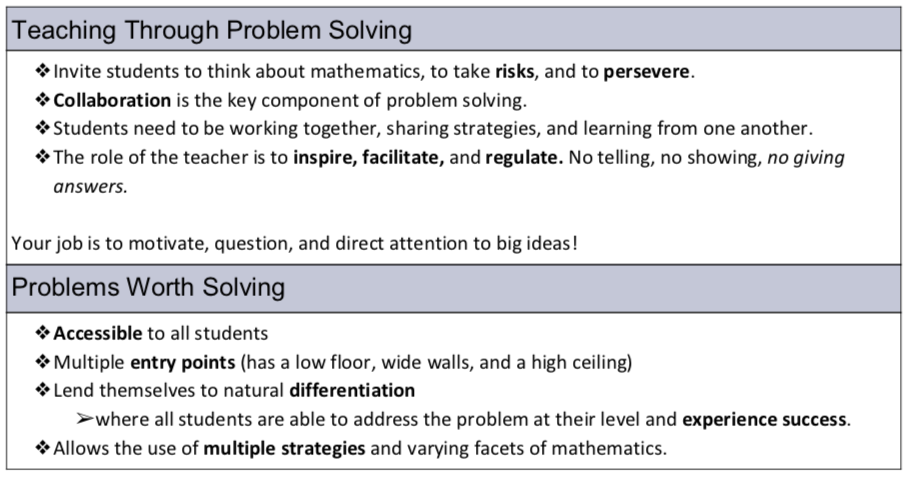 Teaching Through Problem Solving
❖Invite students to think about mathematics, to take risks, and to persevere.
❖Collaboration is the key component of problem solving.
❖Students need to be working together, sharing strategies, and learning from one another.
❖The role of the teacher is to inspire, facilitate, and regulate. No telling, no showing, no giving
answers.
Your job is to motivate, question, and direct attention to big ideas!
Problems Worth Solving
❖Accessible to all students
❖Multiple entry points (has a low floor, wide walls, and a high ceiling)
❖Lend themselves to natural differentiation
➢where all students are able to address the problem at their level and experience success.
❖Allows the use of multiple strategies and varying facets of mathematics.